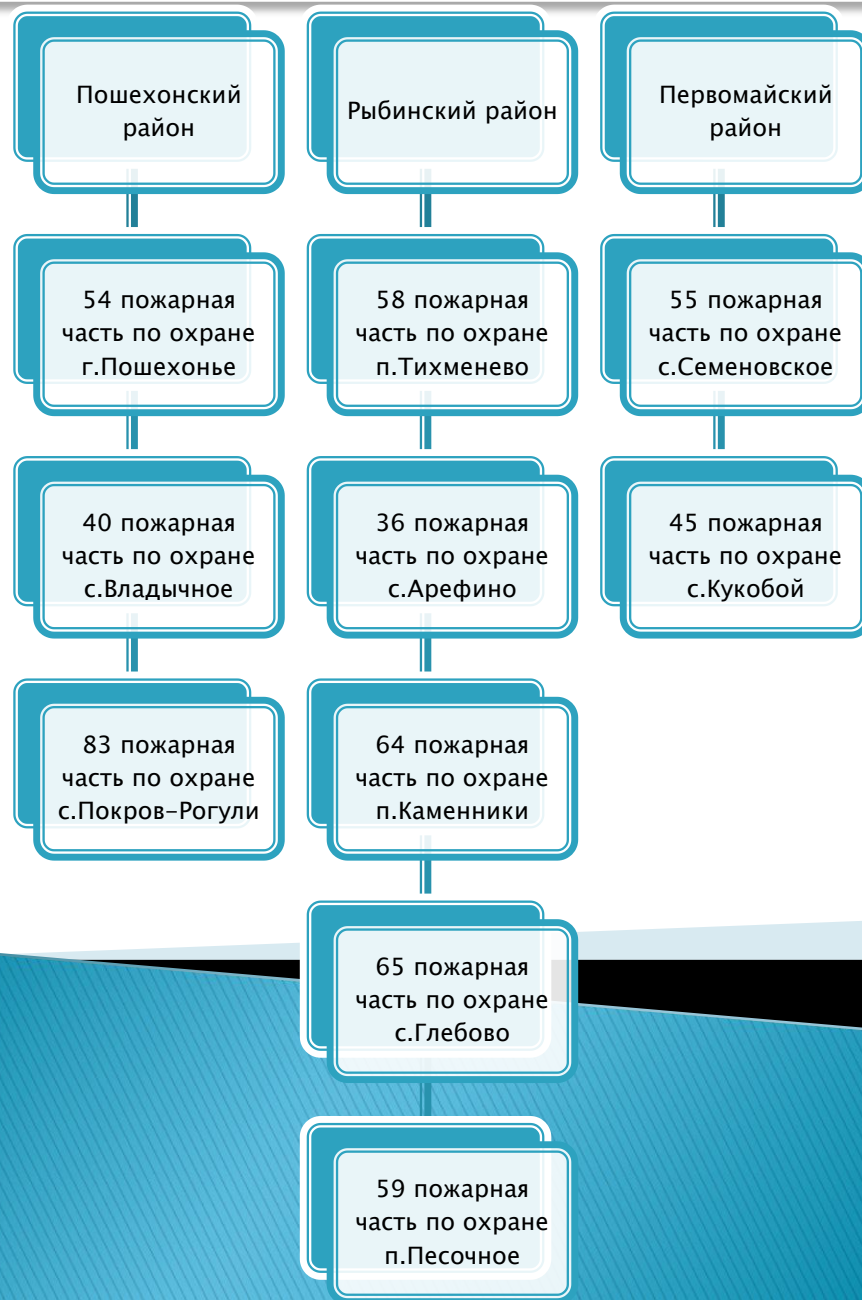 Пошехонский
район
54 пожарная
часть по охране
г.Пошехонье
40 пожарная
часть по охране
с.Владычное
83 пожарная
часть по охране
с.Покров-Рогули
Рыбинский район
58 пожарная
часть по охране
п.Тихменево
36 пожарная
часть по охране
с.Арефино
64 пожарная
часть по охране
п.Каменники
65 пожарная
часть по охране
с.Глебово
59 пожарная
часть по охране
п.Песочное
Первомайский
район
55 пожарная
часть по охране
с.Семеновское
45 пожарная
часть по охране
с.Кукобой